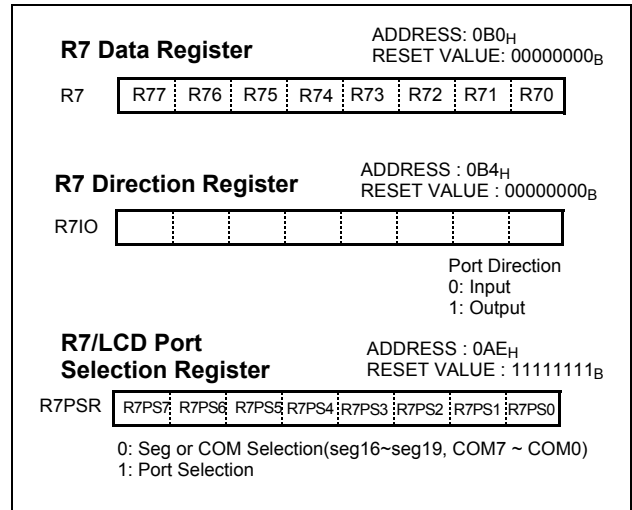 R7 Data Register
ADDRESS: 0B0H
RESET VALUE: 00000000B
R7 R77 R76 R75 R74 R73 R72 R71 R70
R7 Direction Register
ADDRESS : 0B4H
RESET VALUE : 00000000B
R7IO
Port Direction
0: Input
1: Output
R7/LCD Port
Selection Register
ADDRESS : 0AEH
RESET VALUE : 11111111B
R7PSR R7PS7 R7PS6 R7PS5 R7PS4 R7PS3 R7PS2 R7PS1 R7PS0
0: Seg or COM Selection(seg16~seg19, COM7 ~ COM0)
1: Port Selection